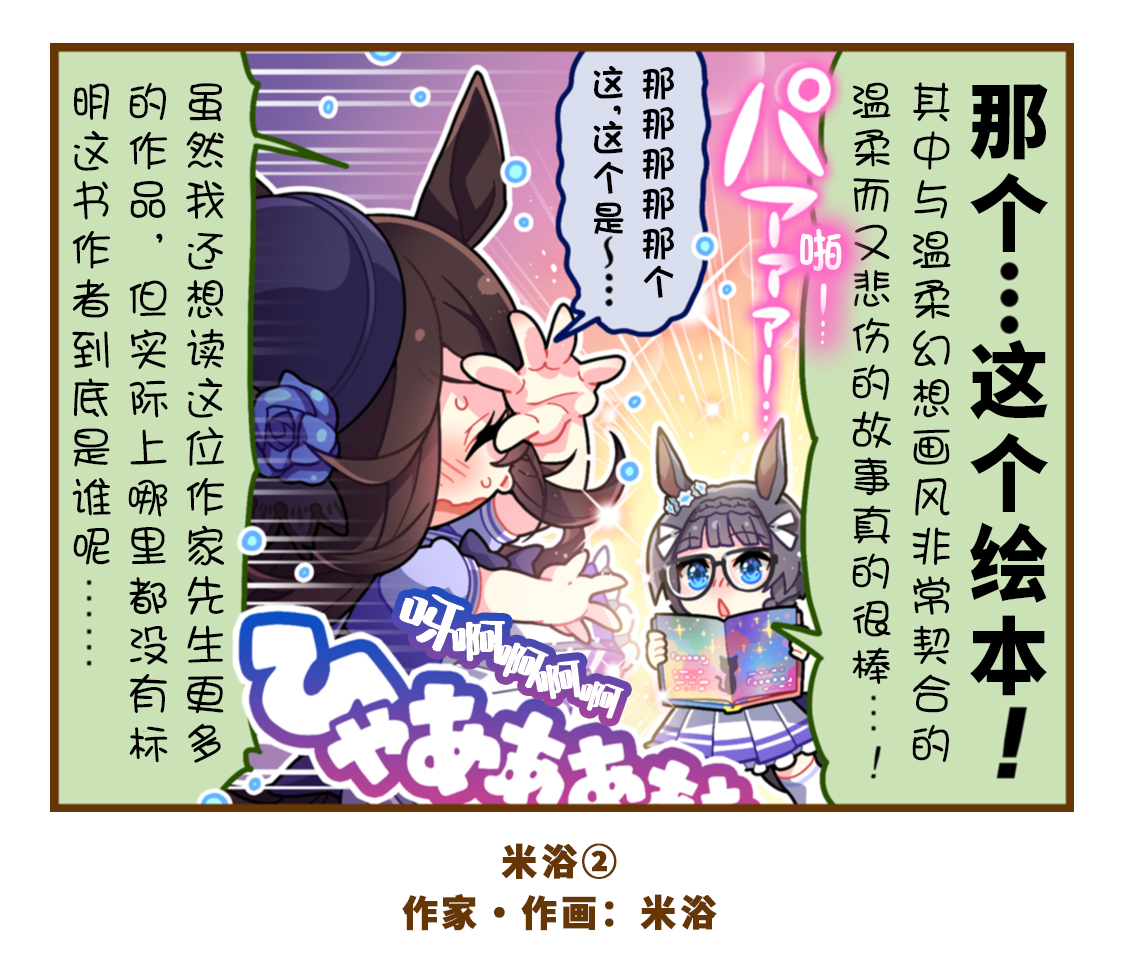 那个……这个绘本！
其中与温柔幻想画风非常契合的
温柔而又悲伤的故事真的很棒……！
パァーァァァー…
啪！…
那那那那那个
这，这个是～…
呀啊啊啊啊
ひゃあああぁぁ
虽然我还想读这位作家先生更多
的作品，但实际上哪里都没有标
明这书作者到底是谁呢……
米浴②
作家·作画：米浴